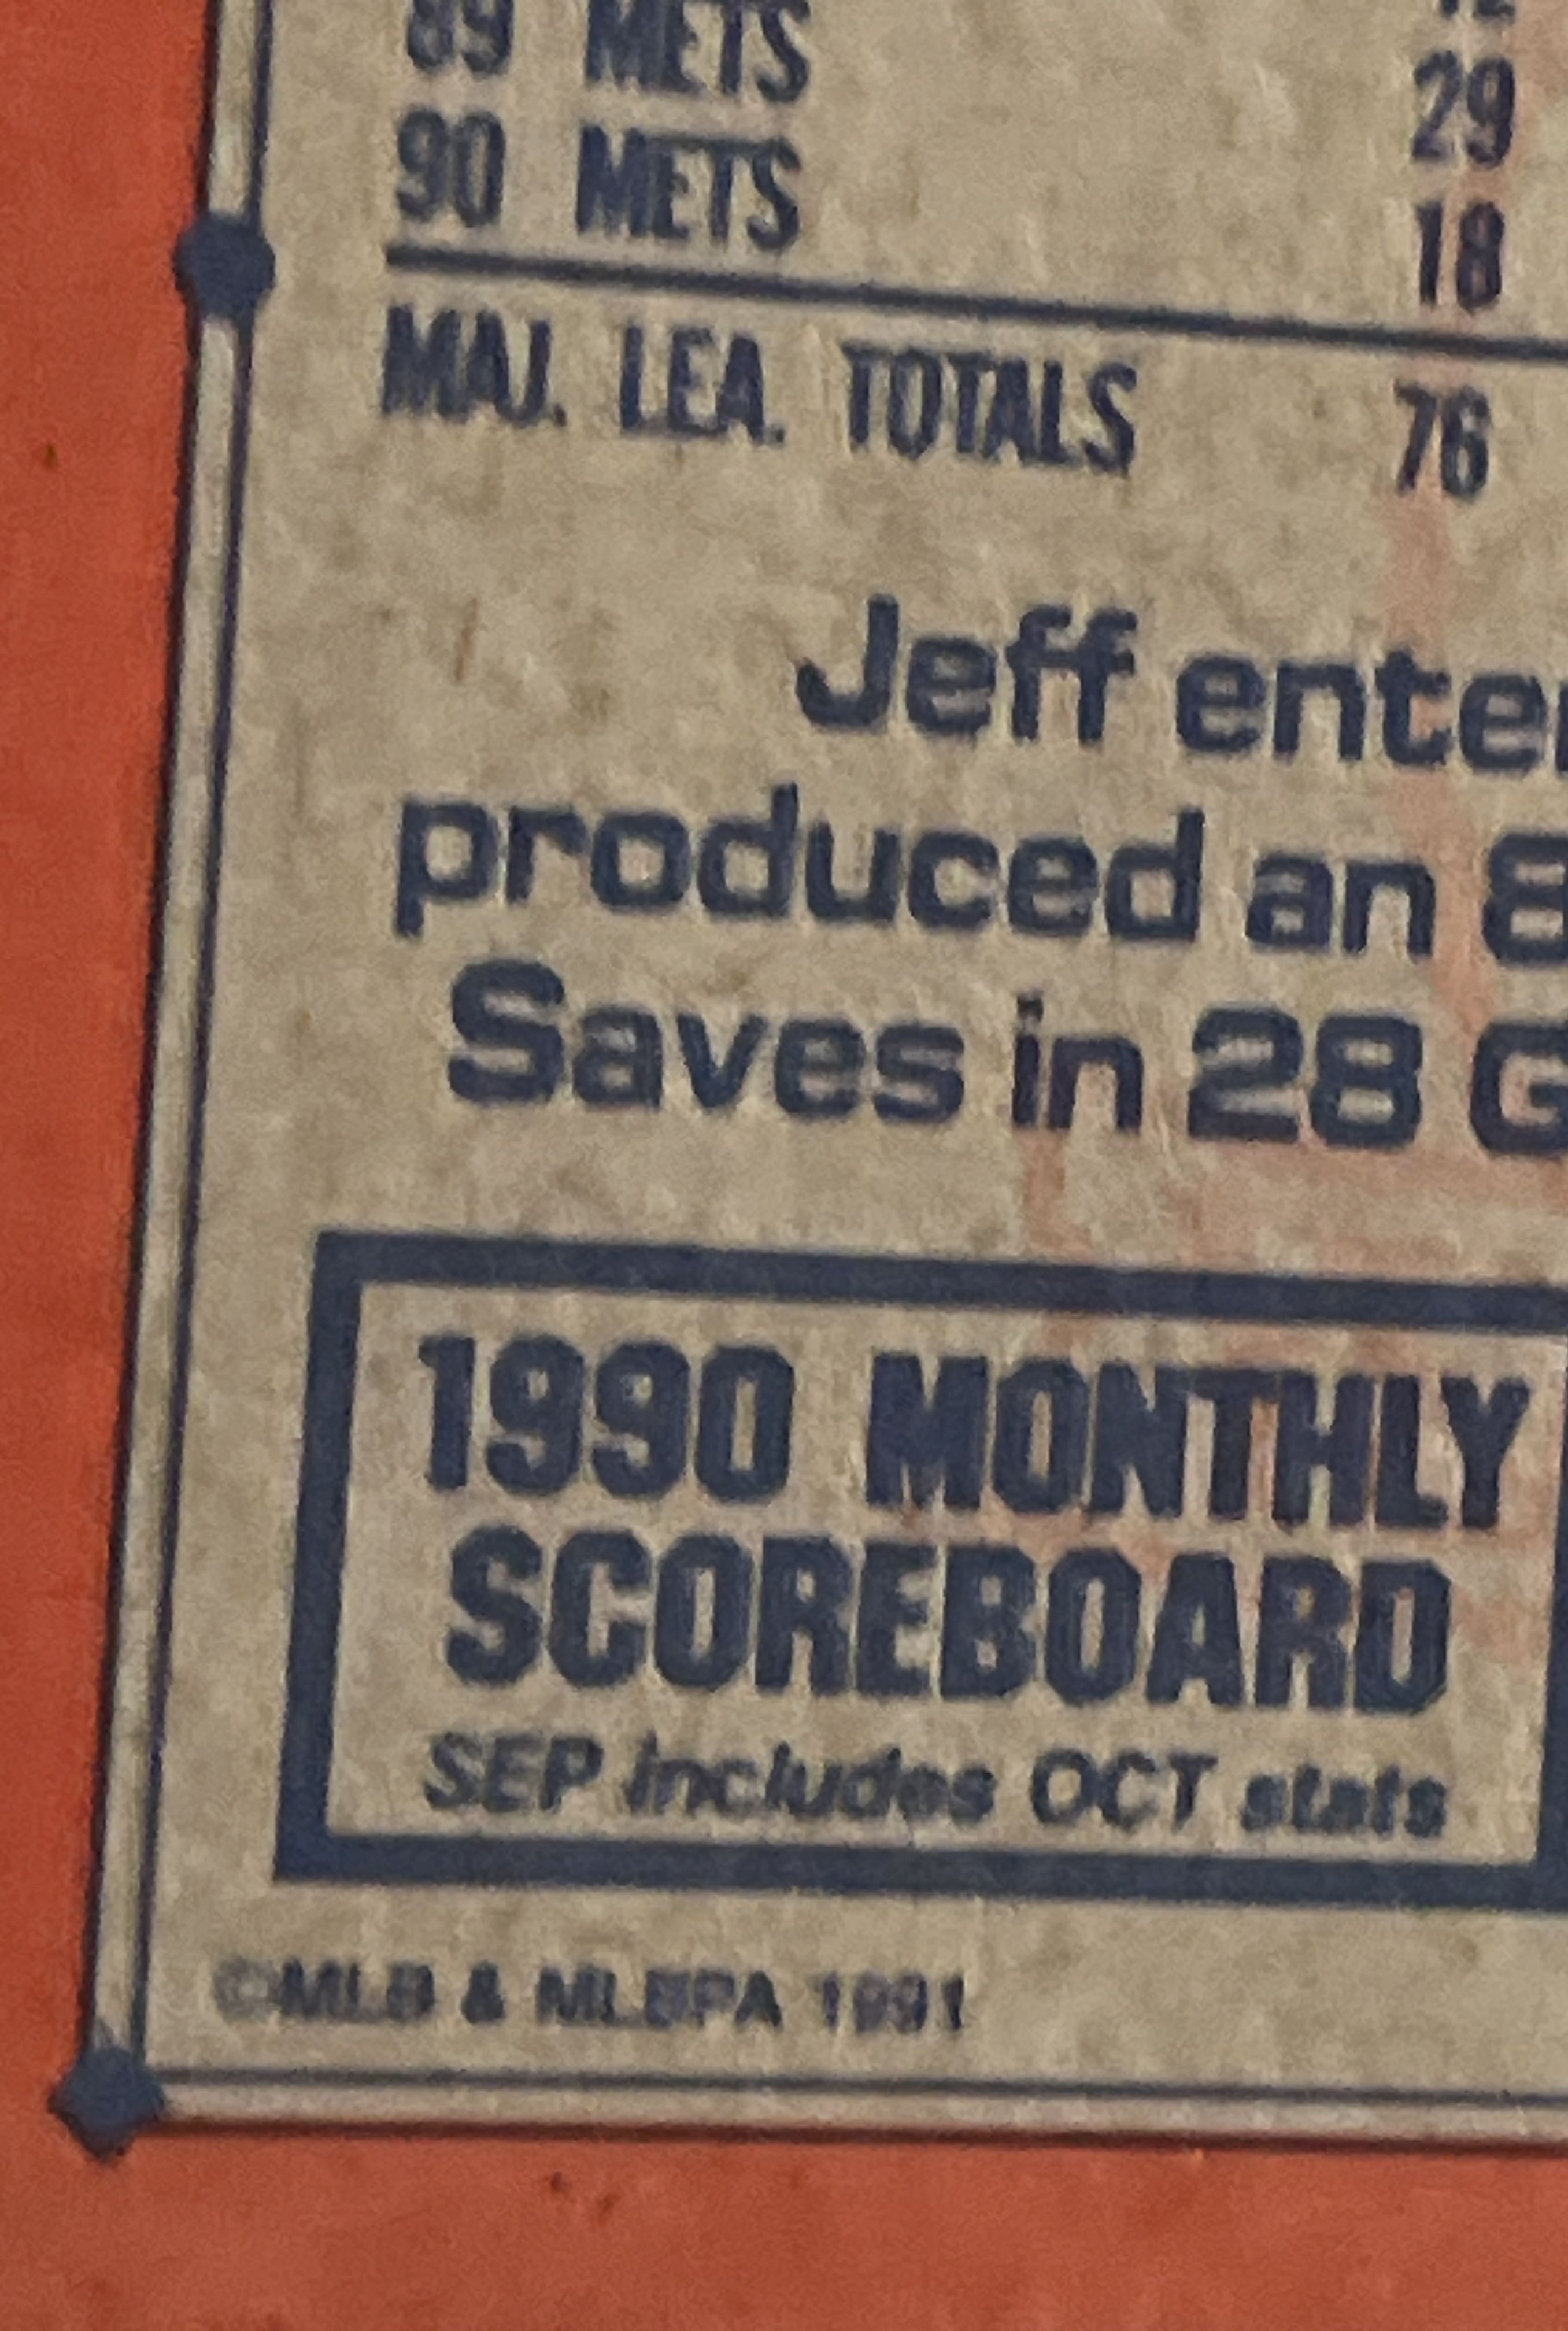 89 METS 29
90 METS 18
MAJ. LEA. TOTALS 76
Jeff enter
produced an 8
Saves in 28 G
1990 MONTHLY
SCOREBOARD
SEP includes OCT stats
©MLB & MLBPA 1991